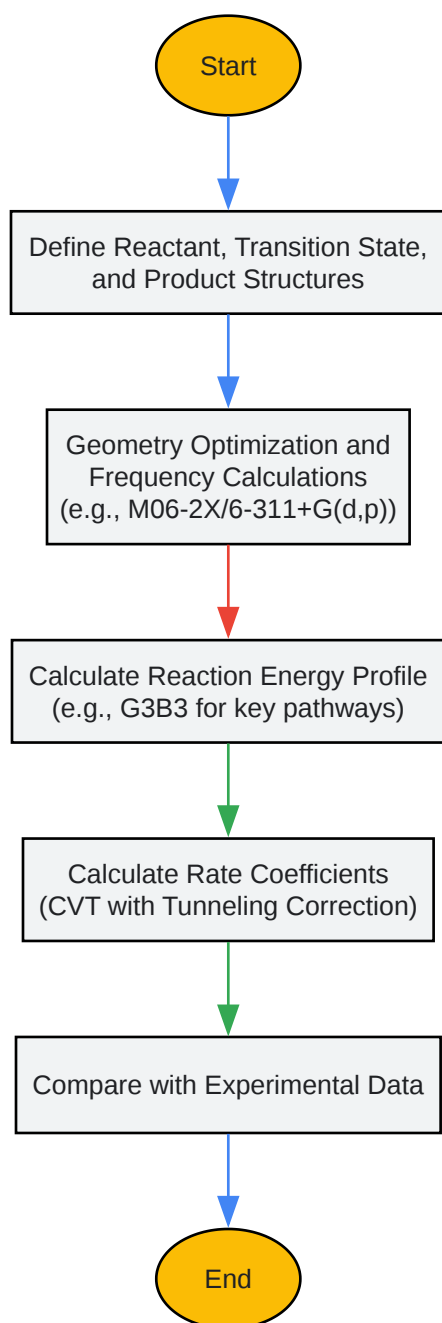 Start
Define Reactant, Transition State,
and Product Structures
Geometry Optimization and
Frequency Calculations
(e.g., M06-2X/6-311+G(d,p))
Calculate Reaction Energy Profile
(e.g., G3B3 for key pathways)
Calculate Rate Coefficients
(CVT with Tunneling Correction)
Compare with Experimental Data
End